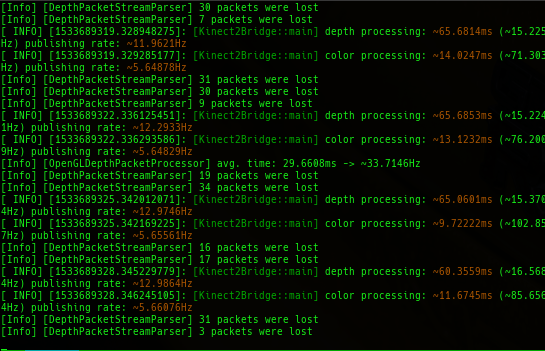 [Info] [DepthPacketStreamParser] 30 packets were lost
[Info] [DepthPacketStreamParser] 7 packets were lost
[ INFO] [1533689319.328948275]: [Kinect2Bridge::main] depth processing: ~65.6814ms (~15.225
Hz) publishing rate: ~11.9621Hz
[ INFO] [1533689319.329285177]: [Kinect2Bridge::main] color processing: ~14.0247ms (~71.303
Hz) publishing rate: ~5.64878Hz
[Info] [DepthPacketStreamParser] 31 packets were lost
[Info] [DepthPacketStreamParser] 30 packets were lost
[Info] [DepthPacketStreamParser] 9 packets were lost
[ INFO] [1533689322.336125451]: [Kinect2Bridge::main] depth processing: ~65.6853ms (~15.224
1Hz) publishing rate: ~12.2933Hz
[ INFO] [1533689322.336293586]: [Kinect2Bridge::main] color processing: ~13.1232ms (~76.200
9Hz) publishing rate: ~5.64829Hz
[Info] [OpenGLDepthPacketProcessor] avg. time: 29.6608ms -> ~33.7146Hz
[Info] [DepthPacketStreamParser] 19 packets were lost
[Info] [DepthPacketStreamParser] 34 packets were lost
[ INFO] [1533689325.342012071]: [Kinect2Bridge::main] depth processing: ~65.0601ms (~15.370
4Hz) publishing rate: ~12.9746Hz
[ INFO] [1533689325.342169225]: [Kinect2Bridge::main] color processing: ~9.72222ms (~102.85
7Hz) publishing rate: ~5.65561Hz
[Info] [DepthPacketStreamParser] 16 packets were lost
[Info] [DepthPacketStreamParser] 17 packets were lost
[ INFO] [1533689328.345229779]: [Kinect2Bridge::main] depth processing: ~60.3559ms (~16.568
4Hz) publishing rate: ~12.9864Hz
[ INFO] [1533689328.346245105]: [Kinect2Bridge::main] color processing: ~11.6745ms (~85.656
4Hz) publishing rate: ~5.66076Hz
[Info] [DepthPacketStreamParser] 31 packets were lost
[Info] [DepthPacketStreamParser] 3 packets were lost